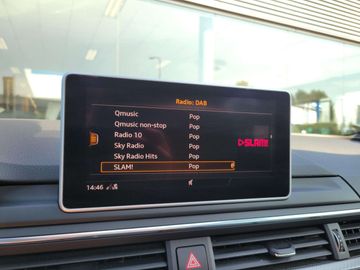 Radio: DAB
Qmusic Pop
Qmusic non-stop Pop
Radio 10 Pop
Sky Radio Pop
SLAM!
Sky Radio Hits Pop
SLAM! Pop
14:46